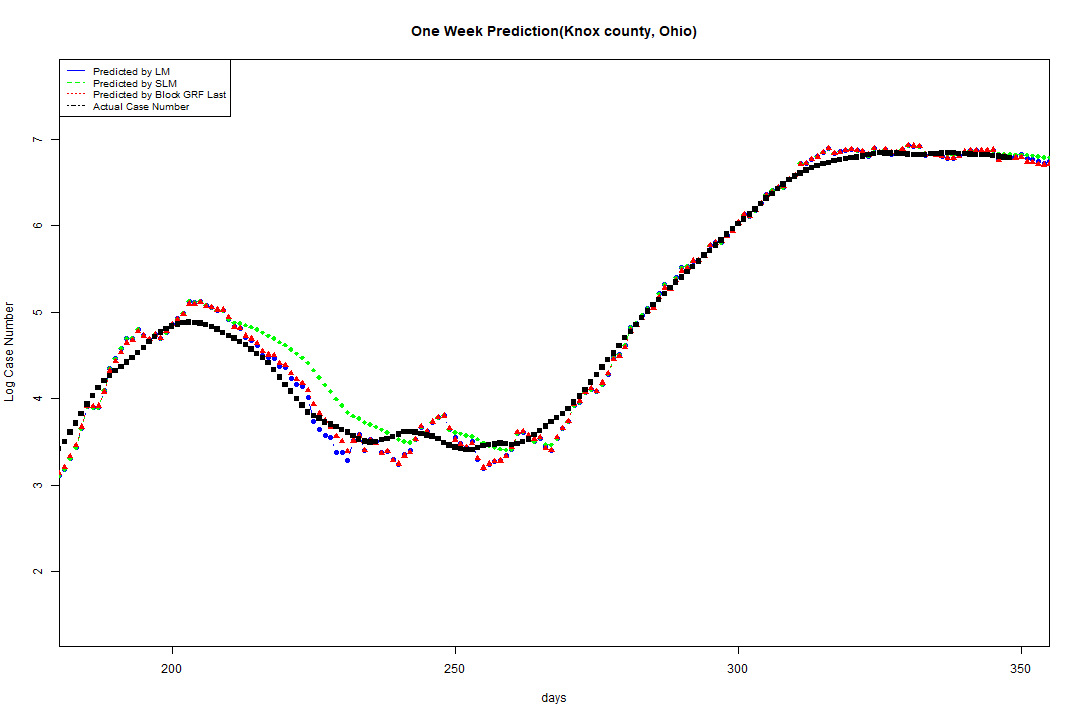 One Week Prediction(Knox county, Ohio)
Predicted by LM
Predicted by SLM
Predicted by Block GRF Last
Actual Case Number
7
6
5
4
3
2
Log Case Number
200
250
300
350
days